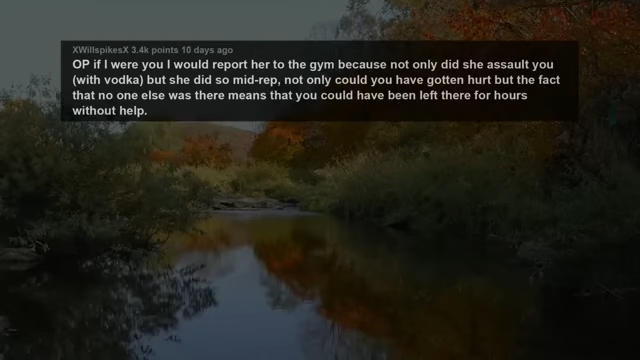 XWillspikesX 3.4k points 10 days ago
OP if I were you I would report her to the gym because not only did she assault you
(with vodka) but she did so mid-rep, not only could you have gotten hurt but the fact
that no one else was there means that you could have been left there for hours
without help.